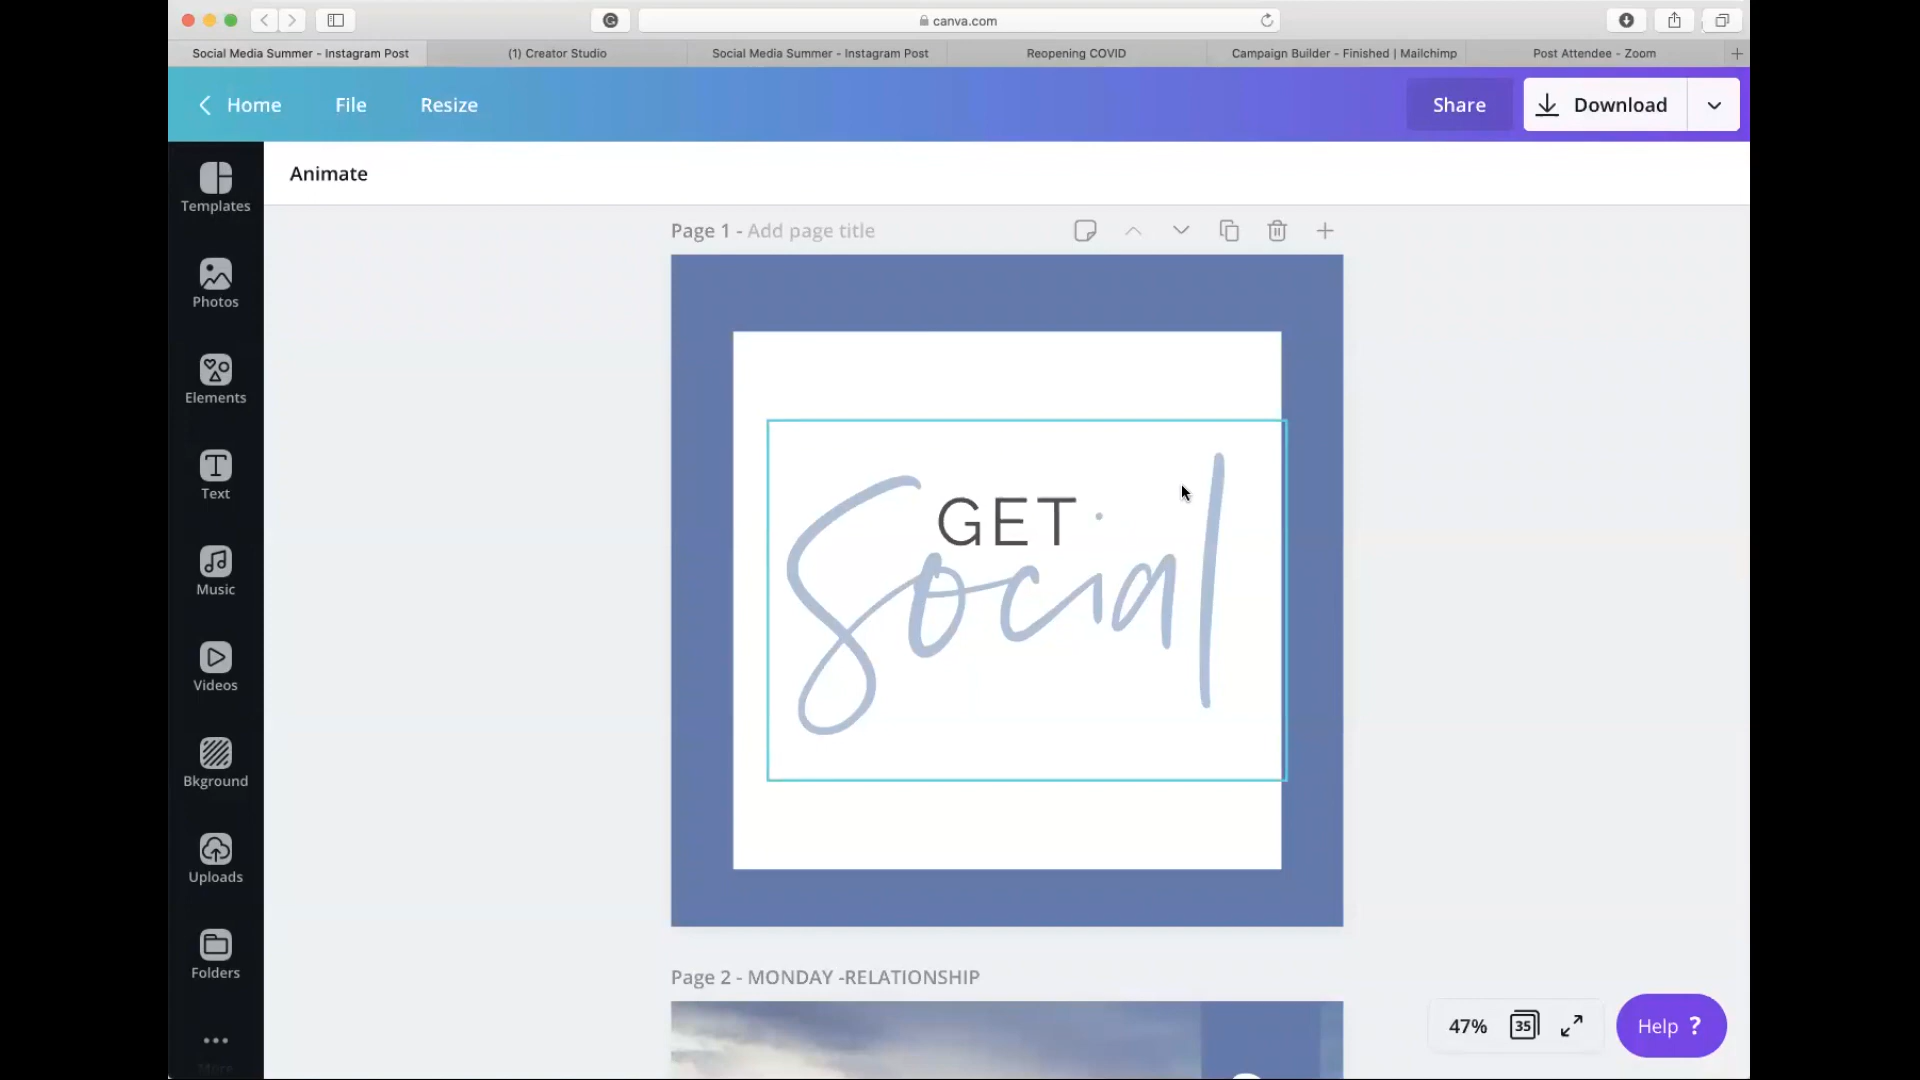 canva.com
Social Media Summer - Instagram Post
(1) Creator Studio
Social Media Summer - Instagram Post
Reopening COVID
Campaign Builder - Finished | Mailchimp
Post Attendee - Zoom
Home
File
Resize
Share
Download
Animate
Templates
Photos
Elements
Text
Music
Videos
Bkground
Uploads
Folders
More
Page 1 - Add page title
GET
Social
Page 2 - MONDAY -RELATIONSHIP
47%
35
Help ?